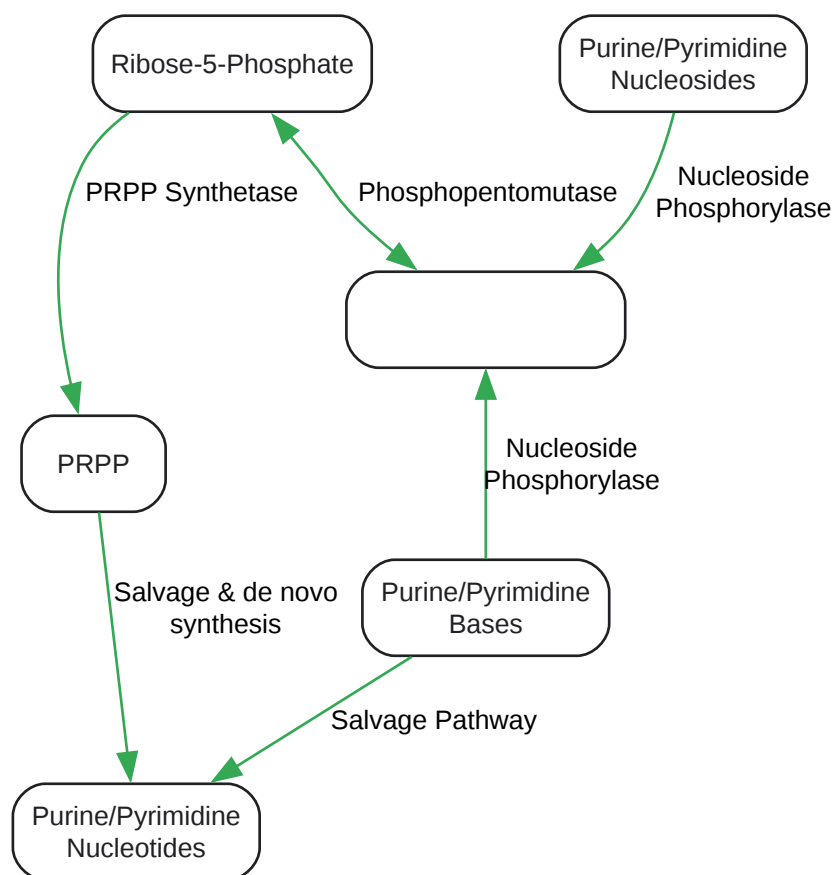 Ribose-5-Phosphate
Purine/Pyrimidine
Nucleosides
PRPP Synthetase
Phosphopentomutase
Nucleoside
Phosphorylase
PRPP
Nucleoside
Phosphorylase
Salvage & de novo
synthesis
Purine/Pyrimidine
Bases
Salvage Pathway
Purine/Pyrimidine
Nucleotides